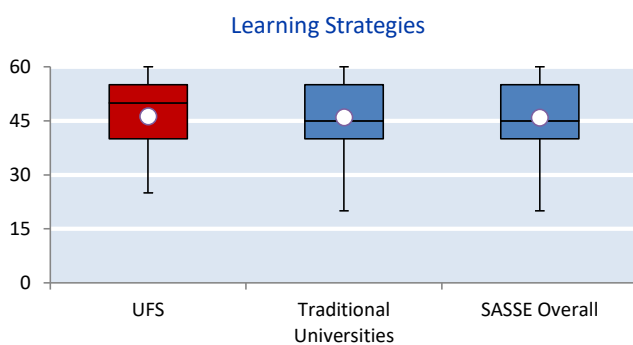 Learning Strategies
60
45
30
15
0
UFS
Traditional
Universities
SASSE Overall